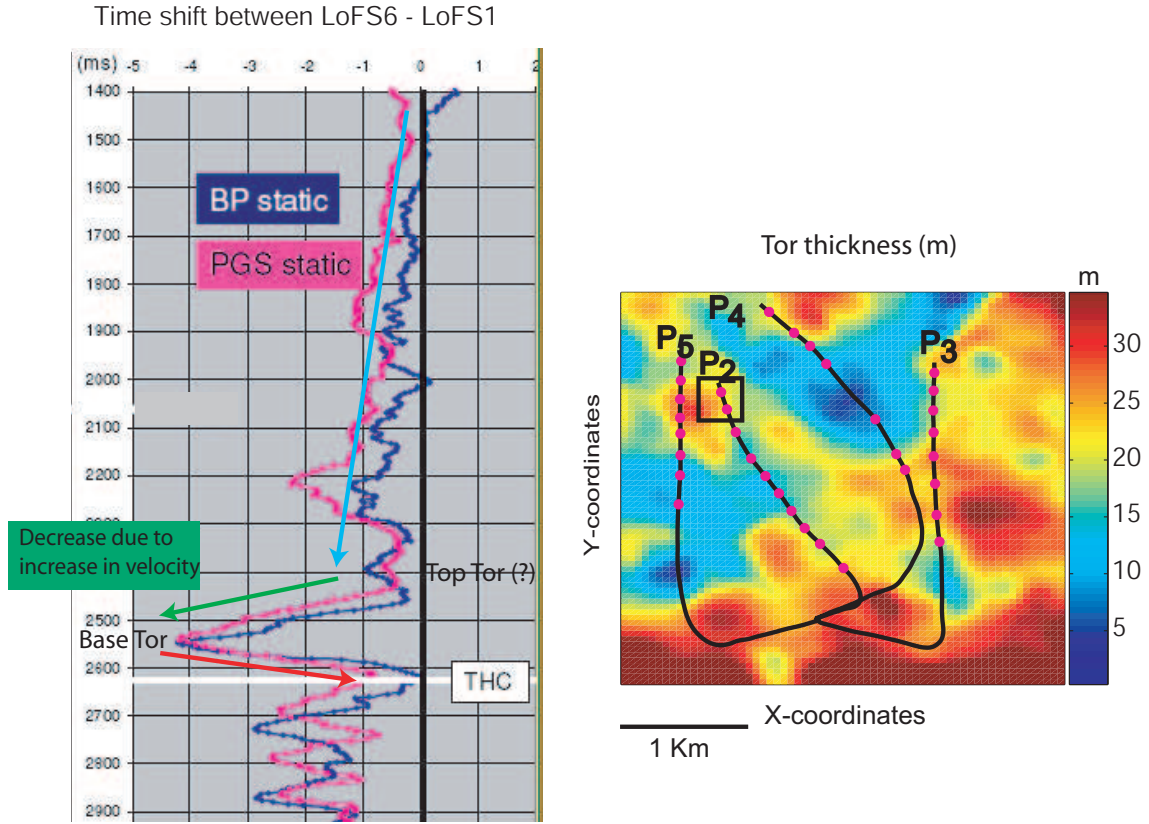 Time shift between LoFS6 - LoFS1
(ms) -5 -4 -3 -2 -1 0 1 2
1400
1500
1600
BP static
1700
PGS static
1800
1900
2000
2100
2200
2300
Decrease due to
increase in velocity
Top Tor (?)
2500
Base Tor
2600
THC
2700
2800
2900
Tor thickness (m)
m
P4
P5
P2
P3
30
25
20
15
10
5
Y-coordinates
X-coordinates
1 Km